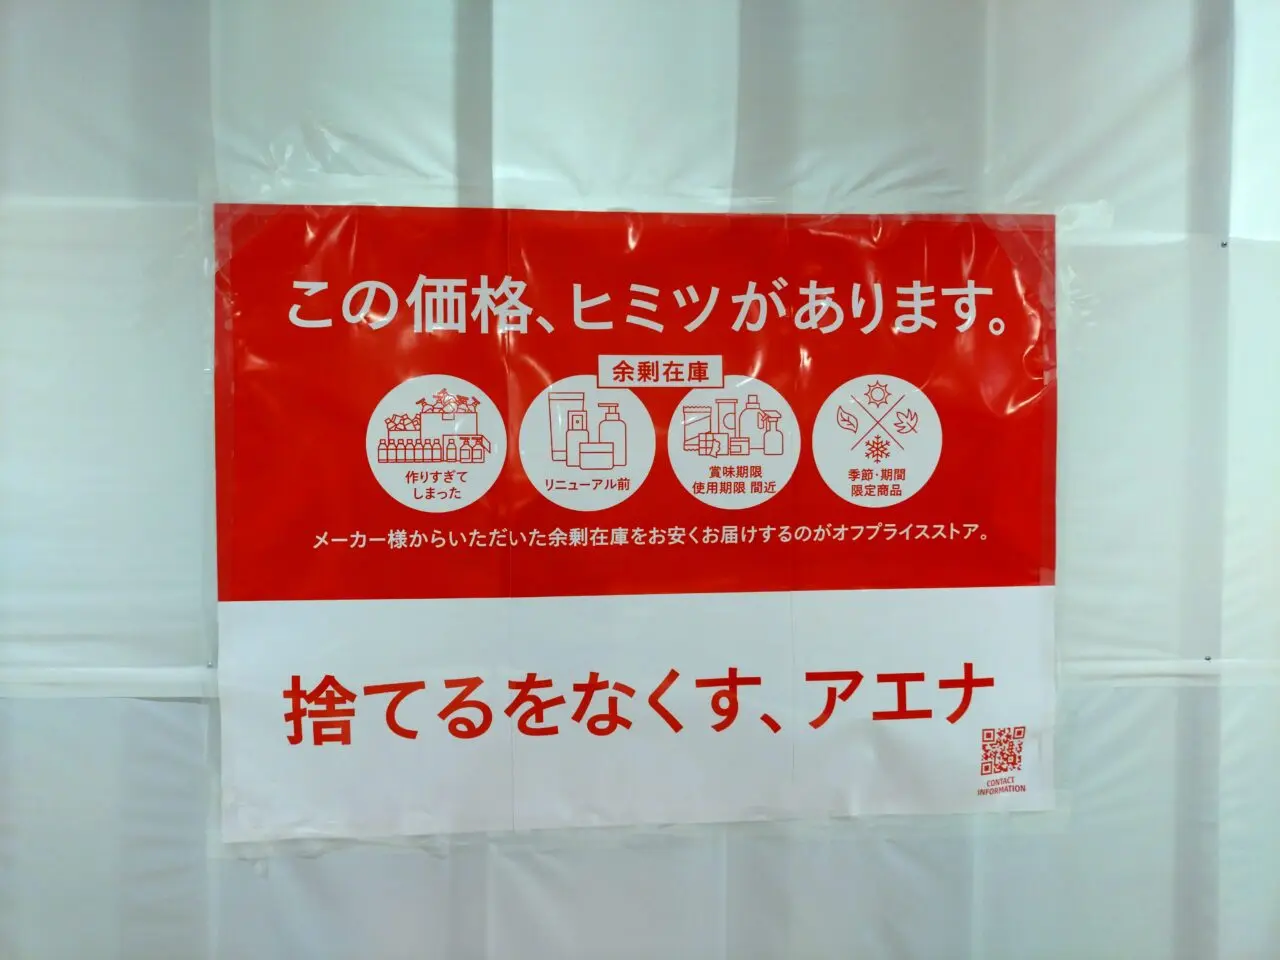 この価格、ヒミツがあります。
余剰在庫
作りすぎて
しまった
リニューアル前
賞味期限
使用期限 間近
季節・期間
限定商品
メーカー様からいただいた余剰在庫をお安くお届けするのがオフプライスストア。
捨てるをなくす、アエナ
CONTACT
INFORMATION